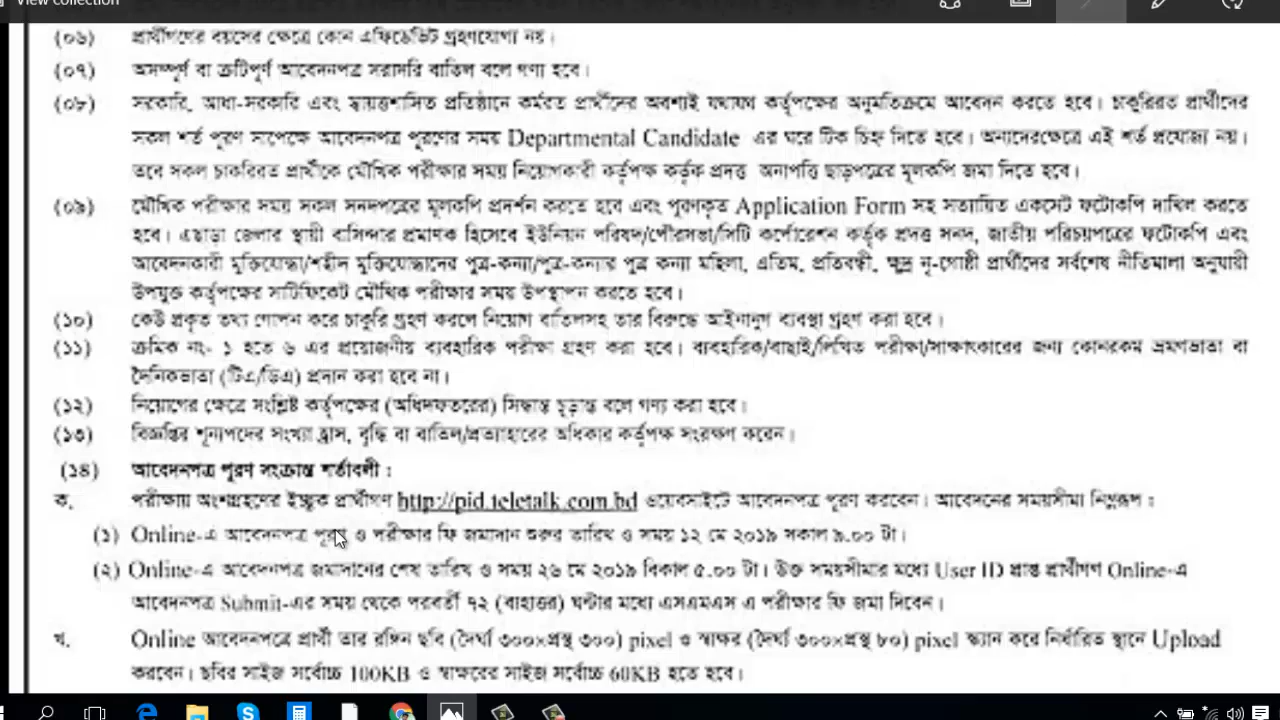 View collection
(০৬) প্রার্থীগণের বয়সের ক্ষেত্রে কোন এফিডেভিট গ্রহণযোগ্য নয়।
(০৭) অসম্পূর্ণ বা ত্রুটিপূর্ণ আবেদনপত্র সরাসরি বাতিল বলে গণ্য হবে।
(০৮) সরকারি, আধা-সরকারি এবং স্বায়ত্তশাসিত প্রতিষ্ঠানে কর্মরত প্রার্থীদের অবশ্যই যথাযথ কর্তৃপক্ষের অনুমতিক্রমে আবেদন করতে হবে। চাকুরিরত প্রার্থীদের
সকল শর্ত পূরণ সাপেক্ষে আবেদনপত্র পূরণের সময় Departmental Candidate এর ঘরে টিক চিহ্ন দিতে হবে। অন্যদেরক্ষেত্রে এই শর্ত প্রযোজ্য নয়।
তবে সকল চাকরিরত প্রার্থীকে মৌখিক পরীক্ষার সময় নিয়োগকারী কর্তৃপক্ষ কর্তৃক প্রদত্ত অনাপত্তি ছাড়পত্রের মূলকপি জমা দিতে হবে।
(০৯) মৌখিক পরীক্ষার সময় সকল সনদপত্রের মূলকপি প্রদর্শন করতে হবে এবং পূরণকৃত Application Form সহ সত্যায়িত একসেট ফটোকপি দাখিল করতে
হবে। এছাড়া জেলার স্থায়ী বাসিন্দার প্রমাণক হিসেবে ইউনিয়ন পরিষদ/পৌরসভা/সিটি কর্পোরেশন কর্তৃক প্রদত্ত সনদ, জাতীয় পরিচয়পত্রের ফটোকপি এবং
আবেদনকারী মুক্তিযোদ্ধা/শহীদ মুক্তিযোদ্ধাদের পুত্র-কন্যা/পুত্র-কন্যার পুত্র কন্যা মহিলা, এতিম, প্রতিবন্ধী, ক্ষুদ্র নৃ-গোষ্ঠী প্রার্থীদের সর্বশেষ নীতিমালা অনুযায়ী
উপযুক্ত কর্তৃপক্ষের সার্টিফিকেট মৌখিক পরীক্ষার সময় উপস্থাপন করতে হবে।
(১০) কেউ প্রকৃত তথ্য গোপন করে চাকুরি গ্রহণ করলে নিয়োগ বাতিলসহ তার বিরুদ্ধে আইনানুগ ব্যবস্থা গ্রহণ করা হবে।
(১১) ক্রমিক নং- ১ হতে ৬ এর প্রয়োজনীয় ব্যবহারিক পরীক্ষা গ্রহণ করা হবে। ব্যবহারিক/বাছাই/লিখিত পরীক্ষা/সাক্ষাৎকারের জন্য কোনরকম ভ্রমণভাতা বা
দৈনিকভাতা (টিএ/ডিএ) প্রদান করা হবে না।
(১২) নিয়োগের ক্ষেত্রে সংশ্লিষ্ট কর্তৃপক্ষের (অধিদফতরের) সিদ্ধান্ত চূড়ান্ত বলে গণ্য করা হবে।
(১৩) বিজ্ঞপ্তির শূন্যপদের সংখ্যা হ্রাস, বৃদ্ধি বা বাতিল/প্রত্যাহারের অধিকার কর্তৃপক্ষ সংরক্ষণ করেন।
(১৪) আবেদনপত্র পূরণ সংক্রান্ত শর্তাবলী :
ক. পরীক্ষায় অংশগ্রহণের ইচ্ছুক প্রার্থীগণ http://pid.teletalk.com.bd ওয়েবসাইটে আবেদনপত্র পূরণ করবেন। আবেদনের সময়সীমা নিম্নরূপ :
(১) Online-এ আবেদনপত্র পূরণ ও পরীক্ষার ফি জমাদান শুরুর তারিখ ও সময় ১২ মে ২০১৯ সকাল ৯.০০ টা।
(২) Online-এ আবেদনপত্র জমাদানের শেষ তারিখ ও সময় ২৬ মে ২০১৯ বিকাল ৫.০০ টা। উক্ত সময়সীমার মধ্যে User ID প্রাপ্ত প্রার্থীগণ Online-এ
আবেদনপত্র Submit-এর সময় থেকে পরবর্তী ৭২ (বাহাত্তর) ঘন্টার মধ্যে এসএমএস এ পরীক্ষার ফি জমা দিবেন।
খ. Online আবেদনপত্রে প্রার্থী তার রঙ্গিন ছবি (দৈর্ঘ্য ৩০০×প্রস্থ ৩০০) pixel ও স্বাক্ষর (দৈর্ঘ্য ৩০০×প্রস্থ ৮০) pixel স্ক্যান করে নির্ধারিত স্থানে Upload
করবেন। ছবির সাইজ সর্বোচ্চ 100KB ও স্বাক্ষরের সাইজ সর্বোচ্চ 60KB হতে হবে।